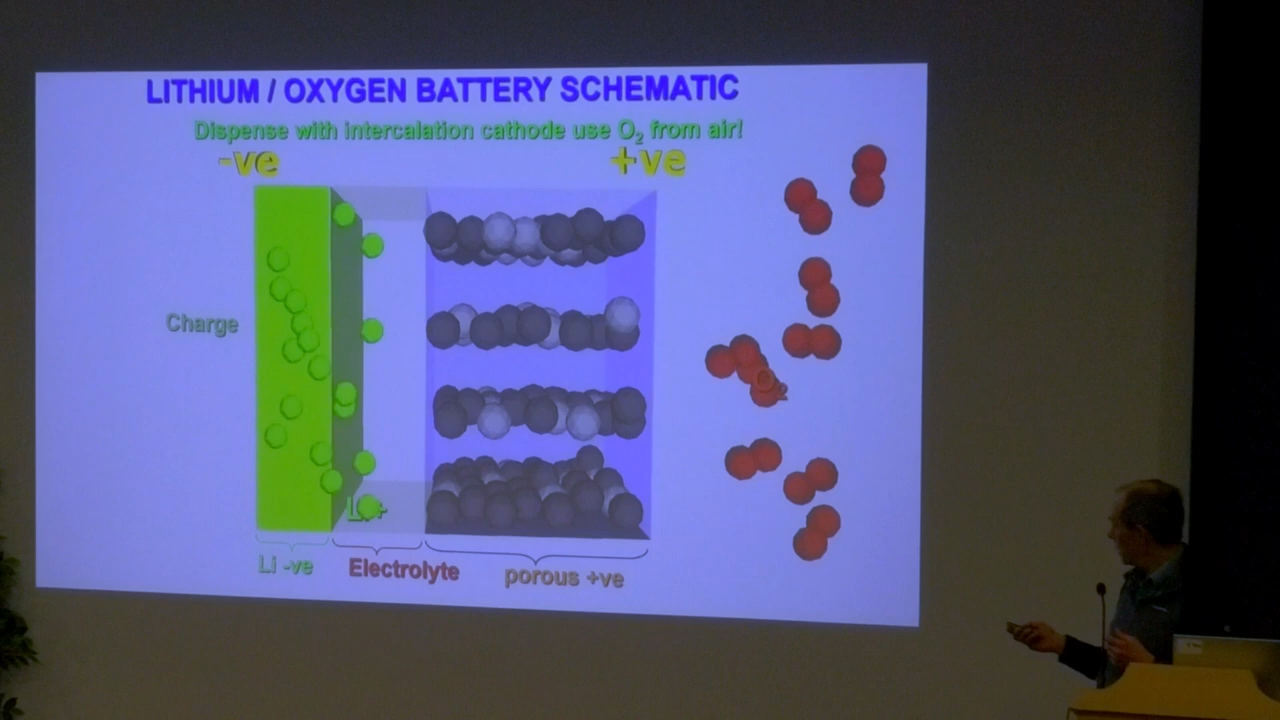 LITHIUM / OXYGEN BATTERY SCHEMATIC
Dispense with intercalation cathode use O₂ from air!
-ve
+ve
Charge
Li+
Li -ve
Electrolyte
porous +ve